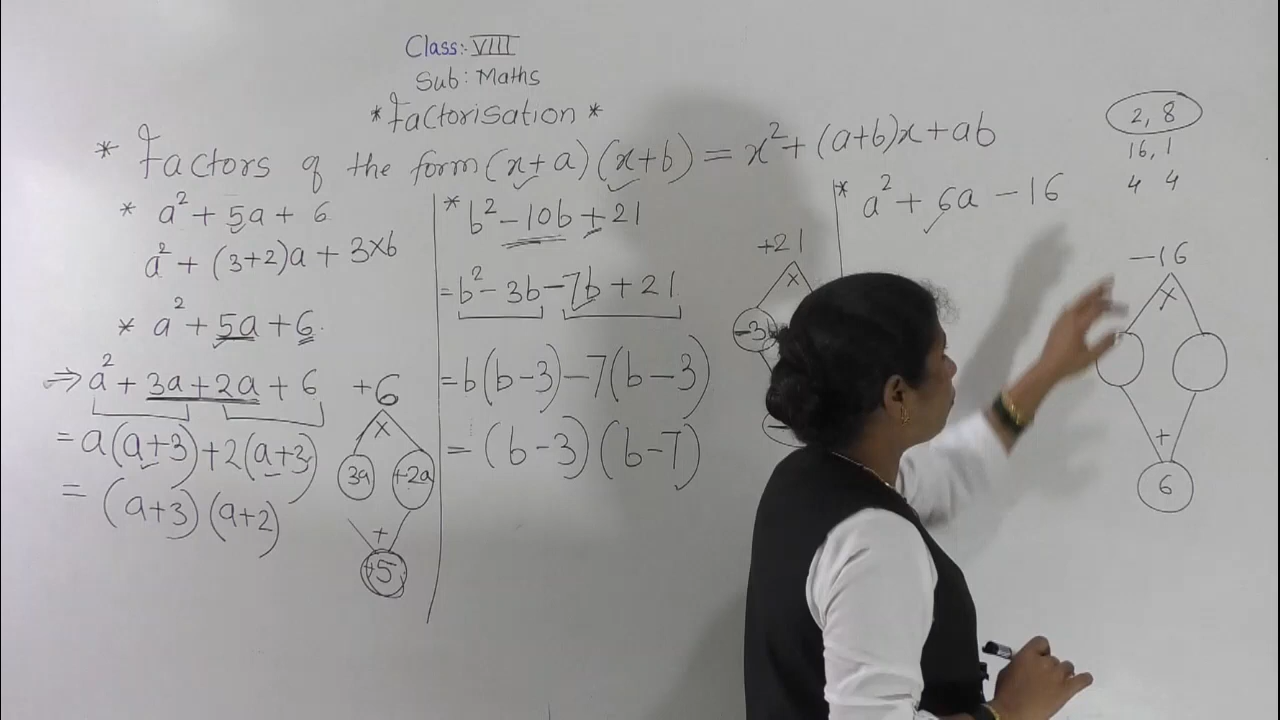 Class:- VIII
Sub: Maths
* Factorisation *
* Factors of the form (x+a)(x+b) = x² + (a+b)x + ab
* a² + 5a + 6
a² + (3+2)a + 3×6
* a² + 5a + 6.
⇒ a² + 3a + 2a + 6
= a(a+3) + 2(a+3)
= (a+3)(a+2)
+6
×
3a +2a
+
+5
* b² - 10b + 21
= b² - 3b - 7b + 21
= b(b-3) - 7(b-3)
= (b-3)(b-7)
+21
×
-3b
* a² + 6a - 16
2, 8
16, 1
4 4
-16
×
+
6